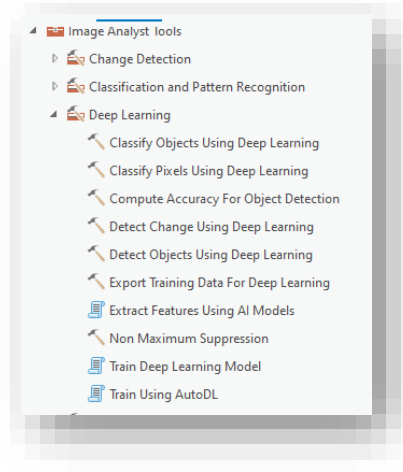 Image Analyst Tools
Change Detection
Classification and Pattern Recognition
Deep Learning
Classify Objects Using Deep Learning
Classify Pixels Using Deep Learning
Compute Accuracy For Object Detection
Detect Change Using Deep Learning
Detect Objects Using Deep Learning
Export Training Data For Deep Learning
Extract Features Using AI Models
Non Maximum Suppression
Train Deep Learning Model
Train Using AutoDL